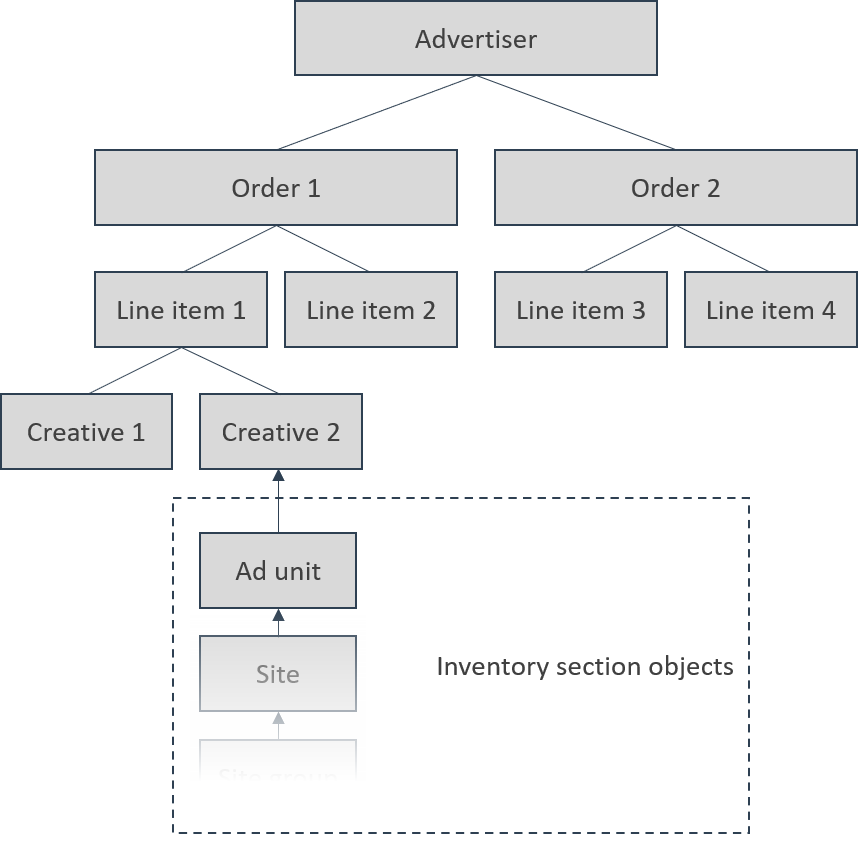 Advertiser
Order 1
Order 2
Line item 1
Line item 2
Line item 3
Line item 4
Creative 1
Creative 2
Ad unit
Inventory section objects
Site
Site group